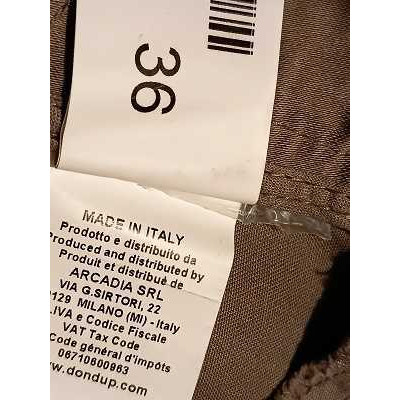 36
MADE IN ITALY
Prodotto e distribuito da
Produced and distributed by
Produit et distribué de
ARCADIA SRL
VIA G.SIRTORI, 22
0129 MILANO (MI) - Italy
.IVA e Codice Fiscale
VAT Tax Code
Code général d'impôts
06710600963
www.dondup.com